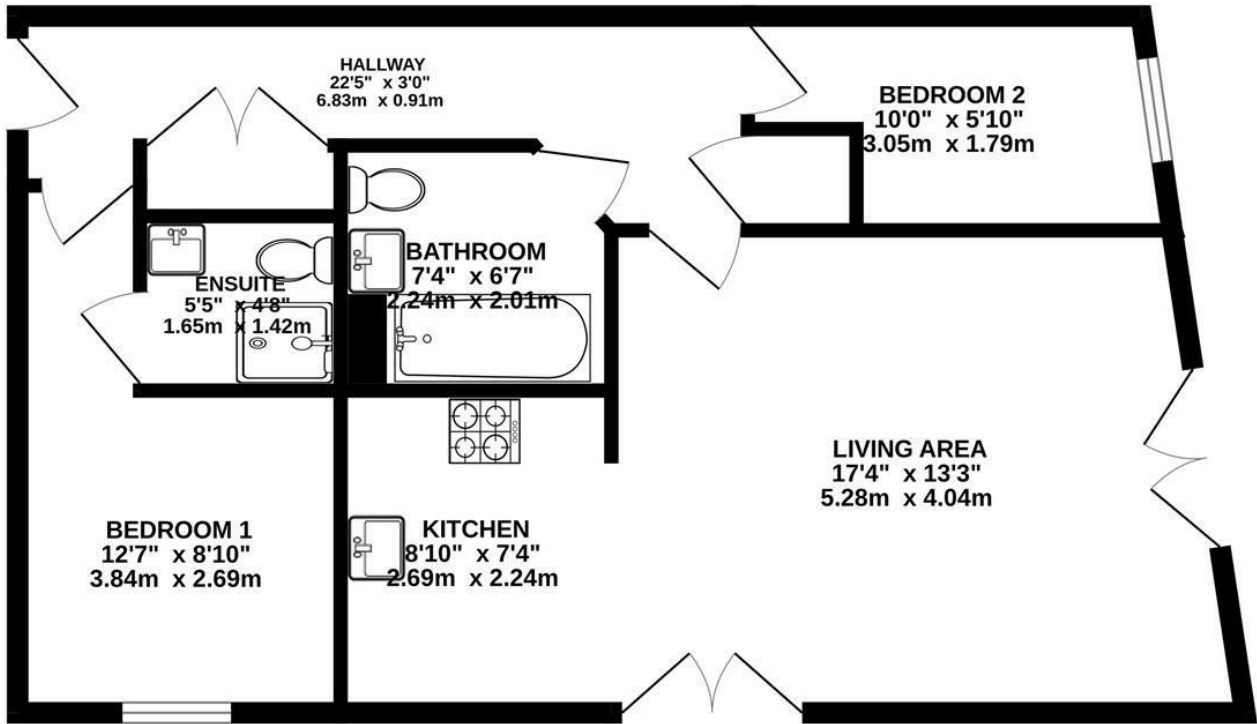 HALLWAY
22'5" x 3'0"
6.83m x 0.91m
BEDROOM 2
10'0" x 5'10"
3.05m x 1.79m
BATHROOM
7'4" x 6'7"
2.24m x 2.01m
ENSUITE
5'5" x 4'8"
1.65m x 1.42m
LIVING AREA
17'4" x 13'3"
5.28m x 4.04m
BEDROOM 1
12'7" x 8'10"
3.84m x 2.69m
KITCHEN
8'10" x 7'4"
2.69m x 2.24m